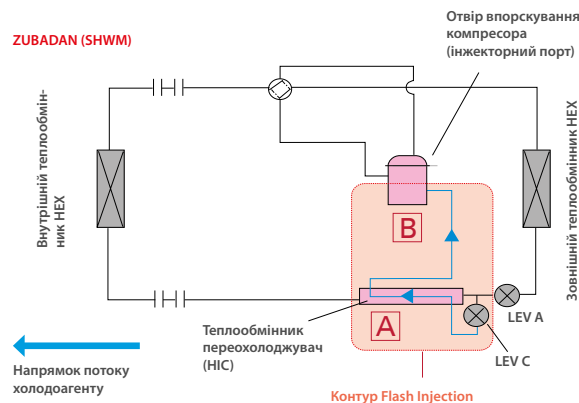 ZUBADAN (SHWM)
Отвір впорскування
компресора
(інжекторний порт)
Внутрішній теплообмін-
ник HEX
Зовнішній теплообмінник HEX
B
A
LEV A
LEV C
Теплообмінник
переохолоджувач
(HIC)
Напрямок потоку
холодоагенту
Контур Flash Injection